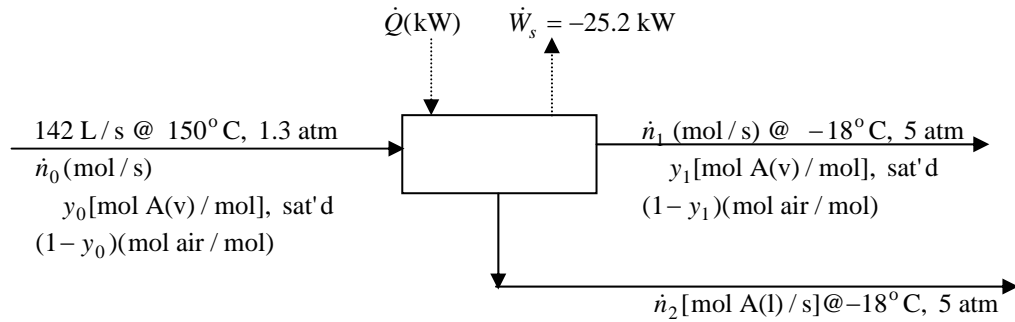 Q̇(kW)
Ẇₛ = −25.2 kW
142 L / s @ 150°C, 1.3 atm
ṅ₀(mol / s)
y₀[mol A(v) / mol], sat'd
(1− y₀)(mol air / mol)
ṅ₁(mol / s) @ −18°C, 5 atm
y₁[mol A(v) / mol], sat'd
(1− y₁)(mol air / mol)
ṅ₂[mol A(l) / s]@−18°C, 5 atm